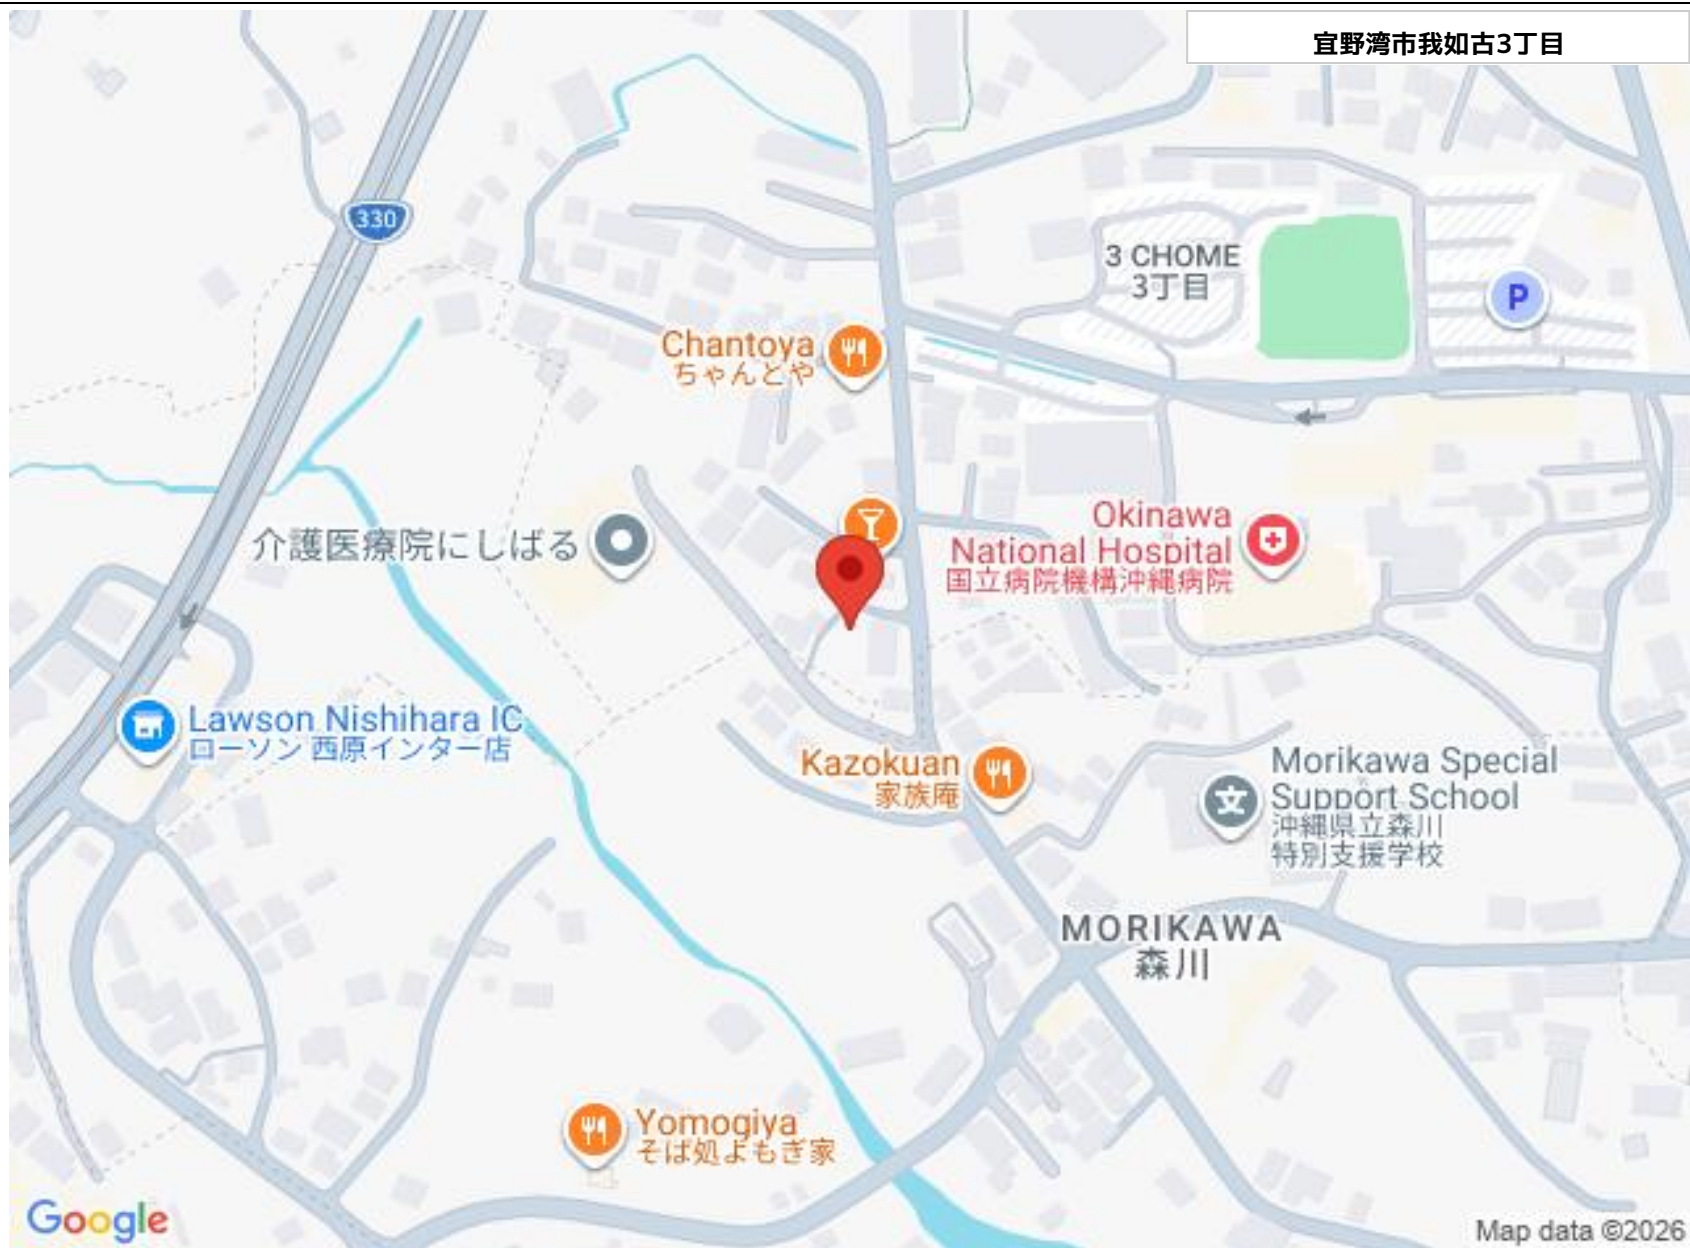 宜野湾市我如古3丁目
330
3 CHOME
3丁目
P
Chantoya
ちゃんとや
Okinawa
National Hospital
国立病院機構沖縄病院
介護医療院にしばる
Lawson Nishihara IC
ローソン 西原インター店
Kazokuan
家族庵
Morikawa Special
Support School
沖縄県立森川
特別支援学校
文
MORIKAWA
森川
Yomogiya
そば処よもぎ家
Google
Map data ©2026